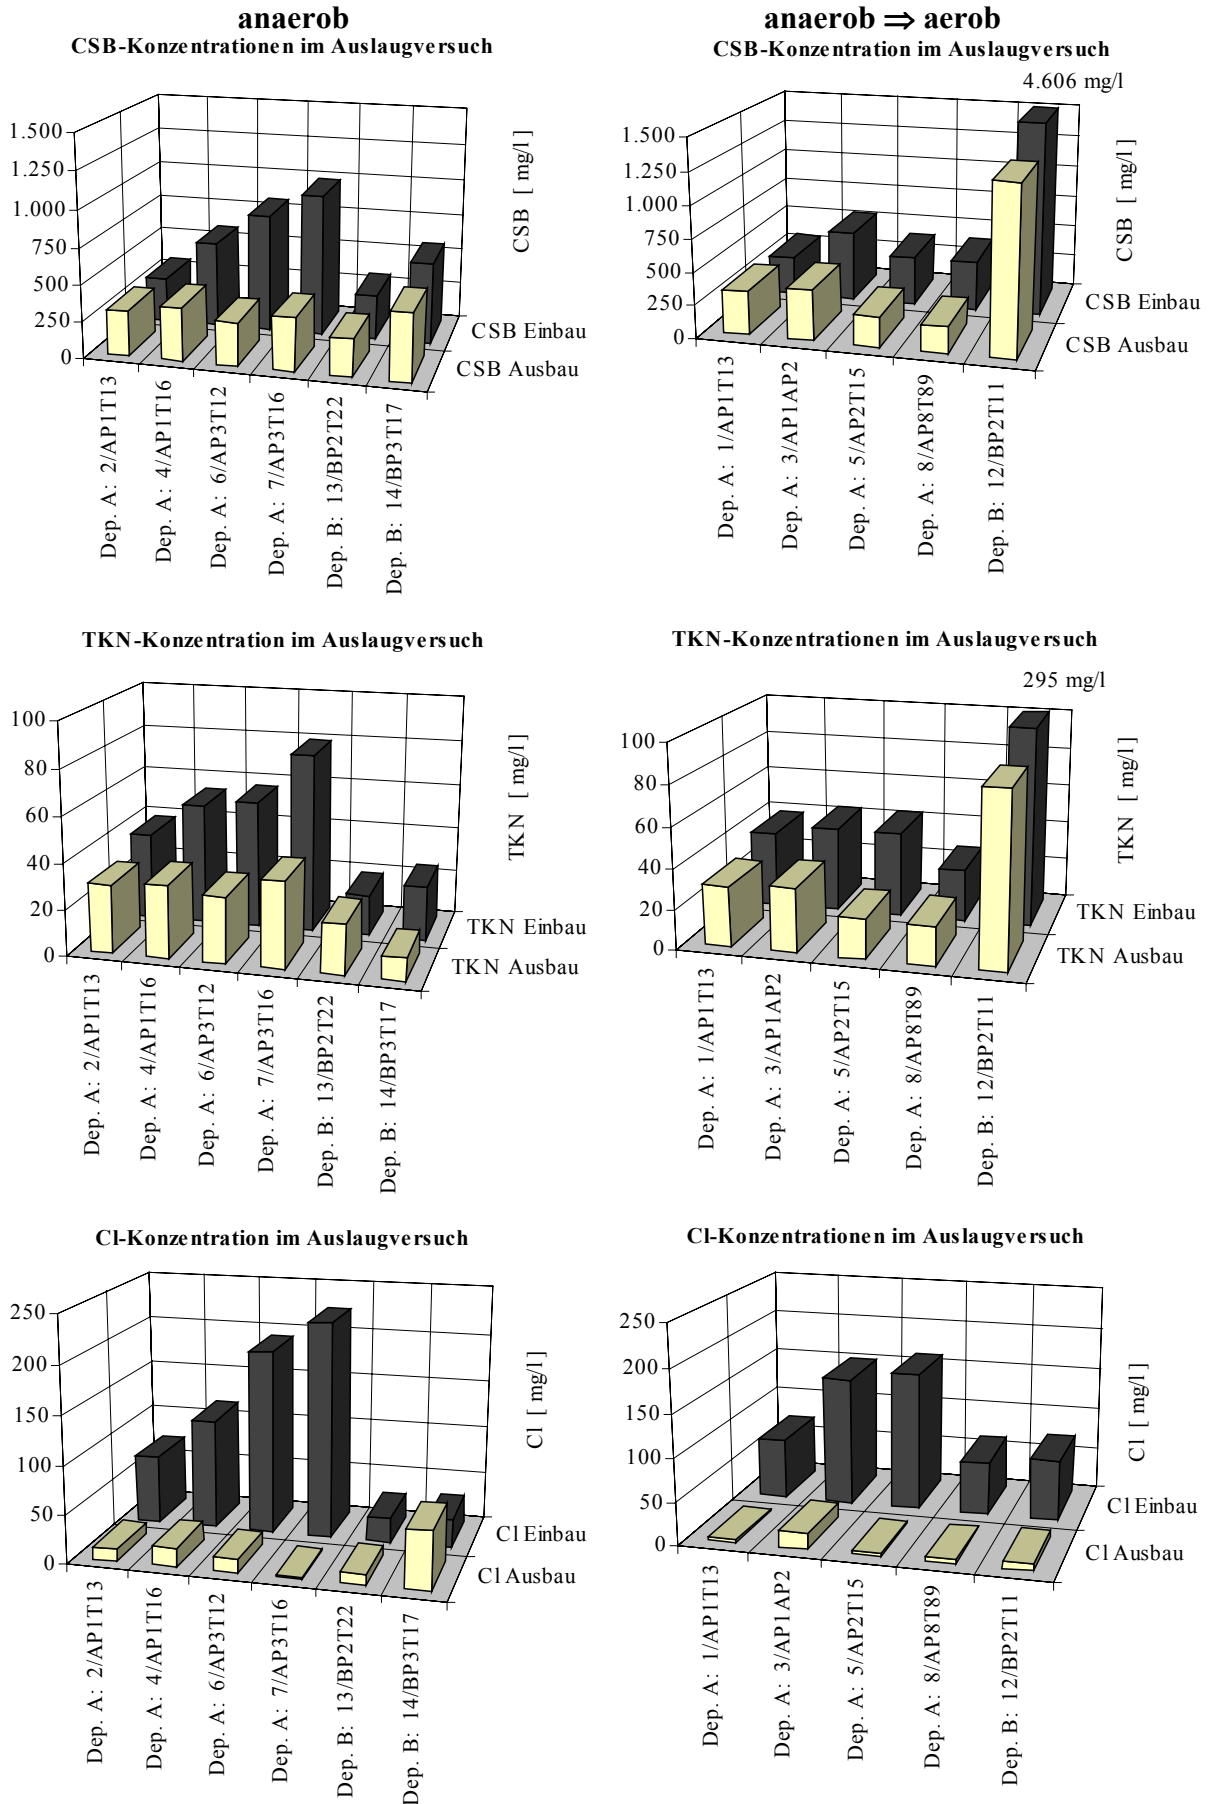 anaerob
CSB-Konzentrationen im Auslaugversuch
1.500
1.250
1.000
750
500
250
0
CSB [ mg/l]
CSB Einbau
CSB Ausbau
Dep. A: 2/AP1T13
Dep. A: 4/AP1T16
Dep. A: 6/AP3T12
Dep. A: 7/AP3T16
Dep. B: 13/BP2T22
Dep. B: 14/BP3T17
anaerob ⇒ aerob
CSB-Konzentration im Auslaugversuch
4.606 mg/l
1.500
1.250
1.000
750
500
250
0
CSB [ mg/l]
CSB Einbau
CSB Ausbau
Dep. A: 1/AP1T13
Dep. A: 3/AP1AP2
Dep. A: 5/AP2T15
Dep. A: 8/AP8T89
Dep. B: 12/BP2T11
TKN-Konzentration im Auslaugversuch
100
80
60
40
20
0
TKN [ mg/l]
TKN Einbau
TKN Ausbau
Dep. A: 2/AP1T13
Dep. A: 4/AP1T16
Dep. A: 6/AP3T12
Dep. A: 7/AP3T16
Dep. B: 13/BP2T22
Dep. B: 14/BP3T17
TKN-Konzentrationen im Auslaugversuch
295 mg/l
100
80
60
40
20
0
TKN [ mg/l]
TKN Einbau
TKN Ausbau
Dep. A: 1/AP1T13
Dep. A: 3/AP1AP2
Dep. A: 5/AP2T15
Dep. A: 8/AP8T89
Dep. B: 12/BP2T11
Cl-Konzentration im Auslaugversuch
250
200
150
100
50
0
Cl [ mg/l]
Cl Einbau
Cl Ausbau
Dep. A: 2/AP1T13
Dep. A: 4/AP1T16
Dep. A: 6/AP3T12
Dep. A: 7/AP3T16
Dep. B: 13/BP2T22
Dep. B: 14/BP3T17
Cl-Konzentrationen im Auslaugversuch
250
200
150
100
50
0
Cl [ mg/l]
Cl Einbau
Cl Ausbau
Dep. A: 1/AP1T13
Dep. A: 3/AP1AP2
Dep. A: 5/AP2T15
Dep. A: 8/AP8T89
Dep. B: 12/BP2T11